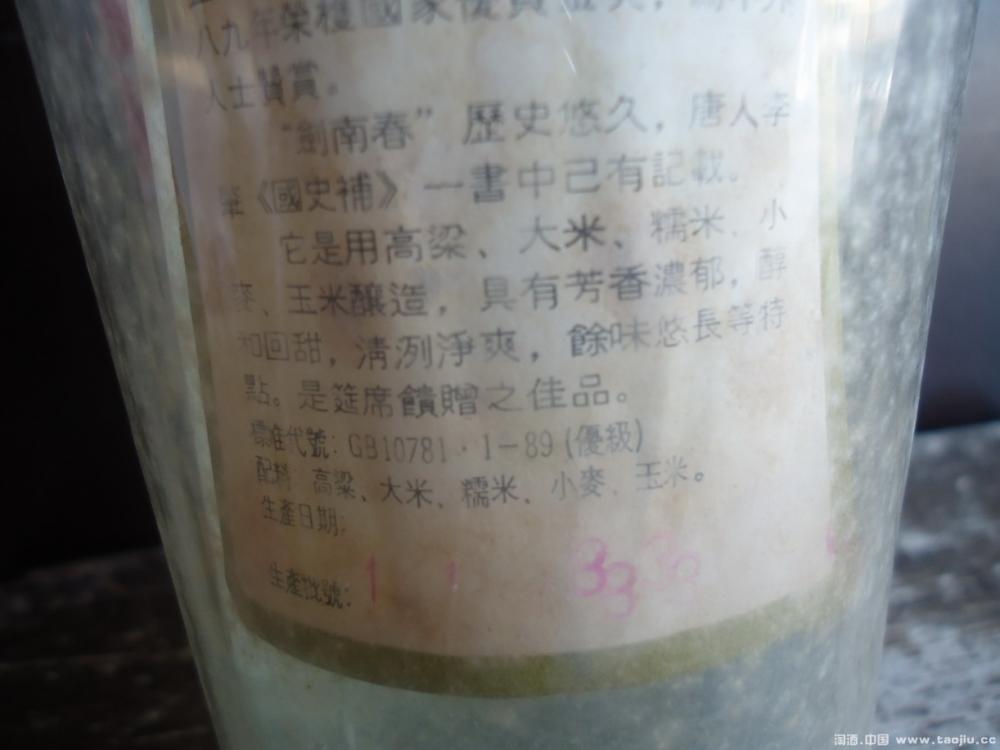 八九年榮獲國家優質
人士贊賞。
“劍南春”歷史悠久，唐人李
肇《國史補》一書中己有記載。
它是用高粱、大米、糯米、小
麥、玉米釀造，具有芳香濃郁，醇
和回甜，清洌淨爽，餘味悠長等特
點。是筵席饋贈之佳品。
標准代號：GB10781·1-89(優級)
配料：高粱、大米、糯米、小麥、玉米。
生產日期：
生產批號：1 1 33 38
淘酒.中国 www.taojiu.cc